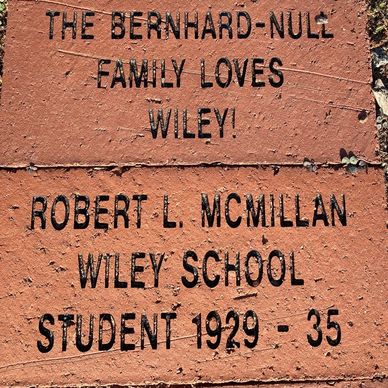 THE BERNHARD-NULL
FAMILY LOVES
WILEY!
ROBERT L. MCMILLAN
WILEY SCHOOL
STUDENT 1929 - 35